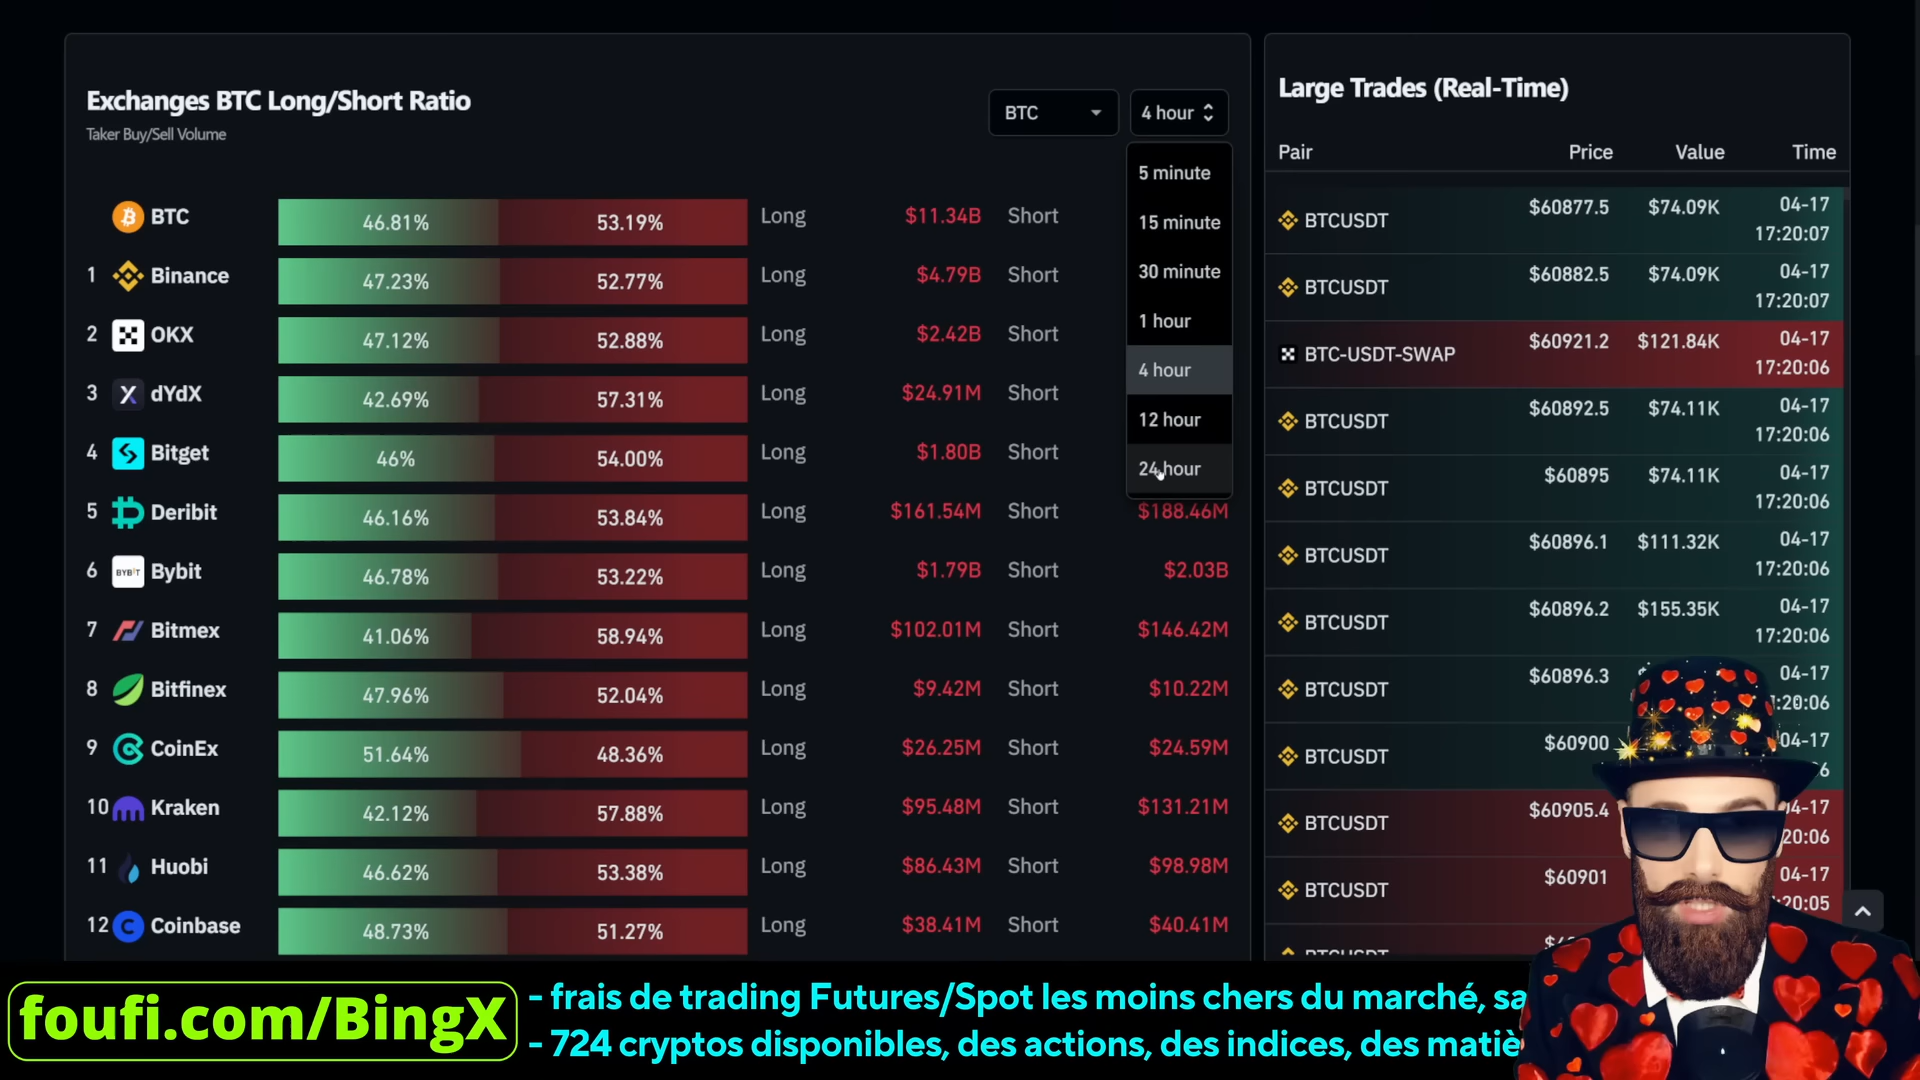 Exchanges BTC Long/Short Ratio
Taker Buy/Sell Volume
BTC
4 hour
5 minute
15 minute
30 minute
1 hour
4 hour
12 hour
24 hour
BTC 46.81% 53.19% Long $11.34B Short
1 Binance 47.23% 52.77% Long $4.79B Short
2 OKX 47.12% 52.88% Long $2.42B Short
3 dYdX 42.69% 57.31% Long $24.91M Short
4 Bitget 46% 54.00% Long $1.80B Short
5 Deribit 46.16% 53.84% Long $161.54M Short $188.46M
6 BYBIT Bybit 46.78% 53.22% Long $1.79B Short $2.03B
7 Bitmex 41.06% 58.94% Long $102.01M Short $146.42M
8 Bitfinex 47.96% 52.04% Long $9.42M Short $10.22M
9 CoinEx 51.64% 48.36% Long $26.25M Short $24.59M
10 Kraken 42.12% 57.88% Long $95.48M Short $131.21M
11 Huobi 46.62% 53.38% Long $86.43M Short $98.98M
12 Coinbase 48.73% 51.27% Long $38.41M Short $40.41M
Large Trades (Real-Time)
Pair Price Value Time
BTCUSDT $60877.5 $74.09K 04-17
17:20:07
BTCUSDT $60882.5 $74.09K 04-17
17:20:07
BTC-USDT-SWAP $60921.2 $121.84K 04-17
17:20:06
BTCUSDT $60892.5 $74.11K 04-17
17:20:06
BTCUSDT $60895 $74.11K 04-17
17:20:06
BTCUSDT $60896.1 $111.32K 04-17
17:20:06
BTCUSDT $60896.2 $155.35K 04-17
17:20:06
BTCUSDT $60896.3 04-17
:20:06
BTCUSDT $60900 04-17
6
BTCUSDT $60905.4 04-17
20:06
BTCUSDT $60901 04-17
:20:05
foufi.com/BingX
- frais de trading Futures/Spot les moins chers du marché, sa
- 724 cryptos disponibles, des actions, des indices, des matiè